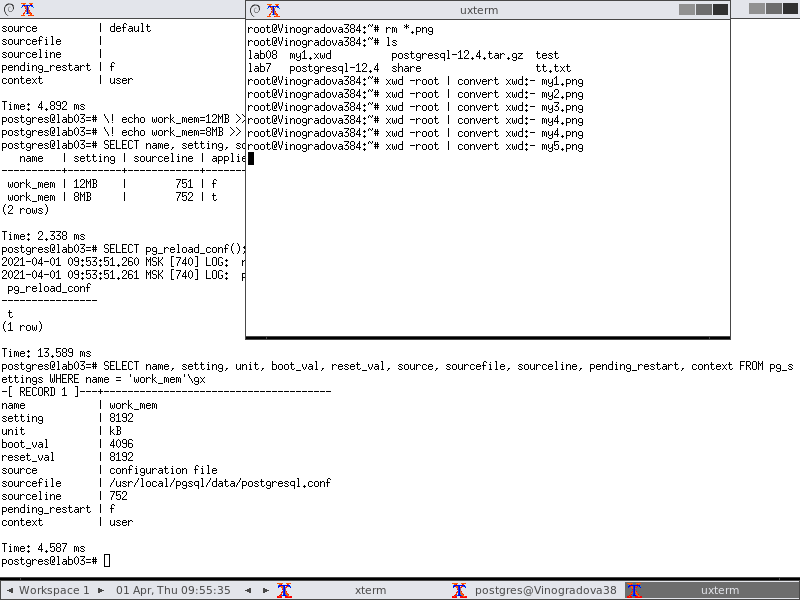 source          | default
sourcefile      |
sourceline      |
pending_restart | f
context         | user
Time: 4.892 ms
postgres@lab03=# \! echo work_mem=12MB >>
postgres@lab03=# \! echo work_mem=8MB >>
postgres@lab03=# SELECT name, setting, so
name   | setting | sourceline | applie
----------+---------+------------+-------
work_mem | 12MB    |        751 | f
work_mem | 8MB     |        752 | t
(2 rows)
Time: 2.338 ms
postgres@lab03=# SELECT pg_reload_conf();
2021-04-01 09:53:51.260 MSK [740] LOG:
2021-04-01 09:53:51.261 MSK [740] LOG:
pg_reload_conf
----------------
t
(1 row)
Time: 13.589 ms
postgres@lab03=# SELECT name, setting, unit, boot_val, reset_val, source, sourcefile, sourceline, pending_restart, context FROM pg_s
ettings WHERE name = 'work_mem'\gx
-[ RECORD 1 ]---+----------------------------------
name            | work_mem
setting         | 8192
unit            | kB
boot_val        | 4096
reset_val       | 8192
source          | configuration file
sourcefile      | /usr/local/pgsql/data/postgresql.conf
sourceline      | 752
pending_restart | f
context         | user
Time: 4.587 ms
postgres@lab03=#
uxterm
root@Vinogradova384:~# rm *.png
root@Vinogradova384:~# ls
lab08  my1.xwd         postgresql-12.4.tar.gz  test
lab7   postgresql-12.4  share                   tt.txt
root@Vinogradova384:~# xwd -root | convert xwd:- my1.png
root@Vinogradova384:~# xwd -root | convert xwd:- my2.png
root@Vinogradova384:~# xwd -root | convert xwd:- my3.png
root@Vinogradova384:~# xwd -root | convert xwd:- my4.png
root@Vinogradova384:~# xwd -root | convert xwd:- my4.png
root@Vinogradova384:~# xwd -root | convert xwd:- my5.png
Workspace 1 01 Apr, Thu 09:55:35 xterm postgres@Vinogradova38 uxterm